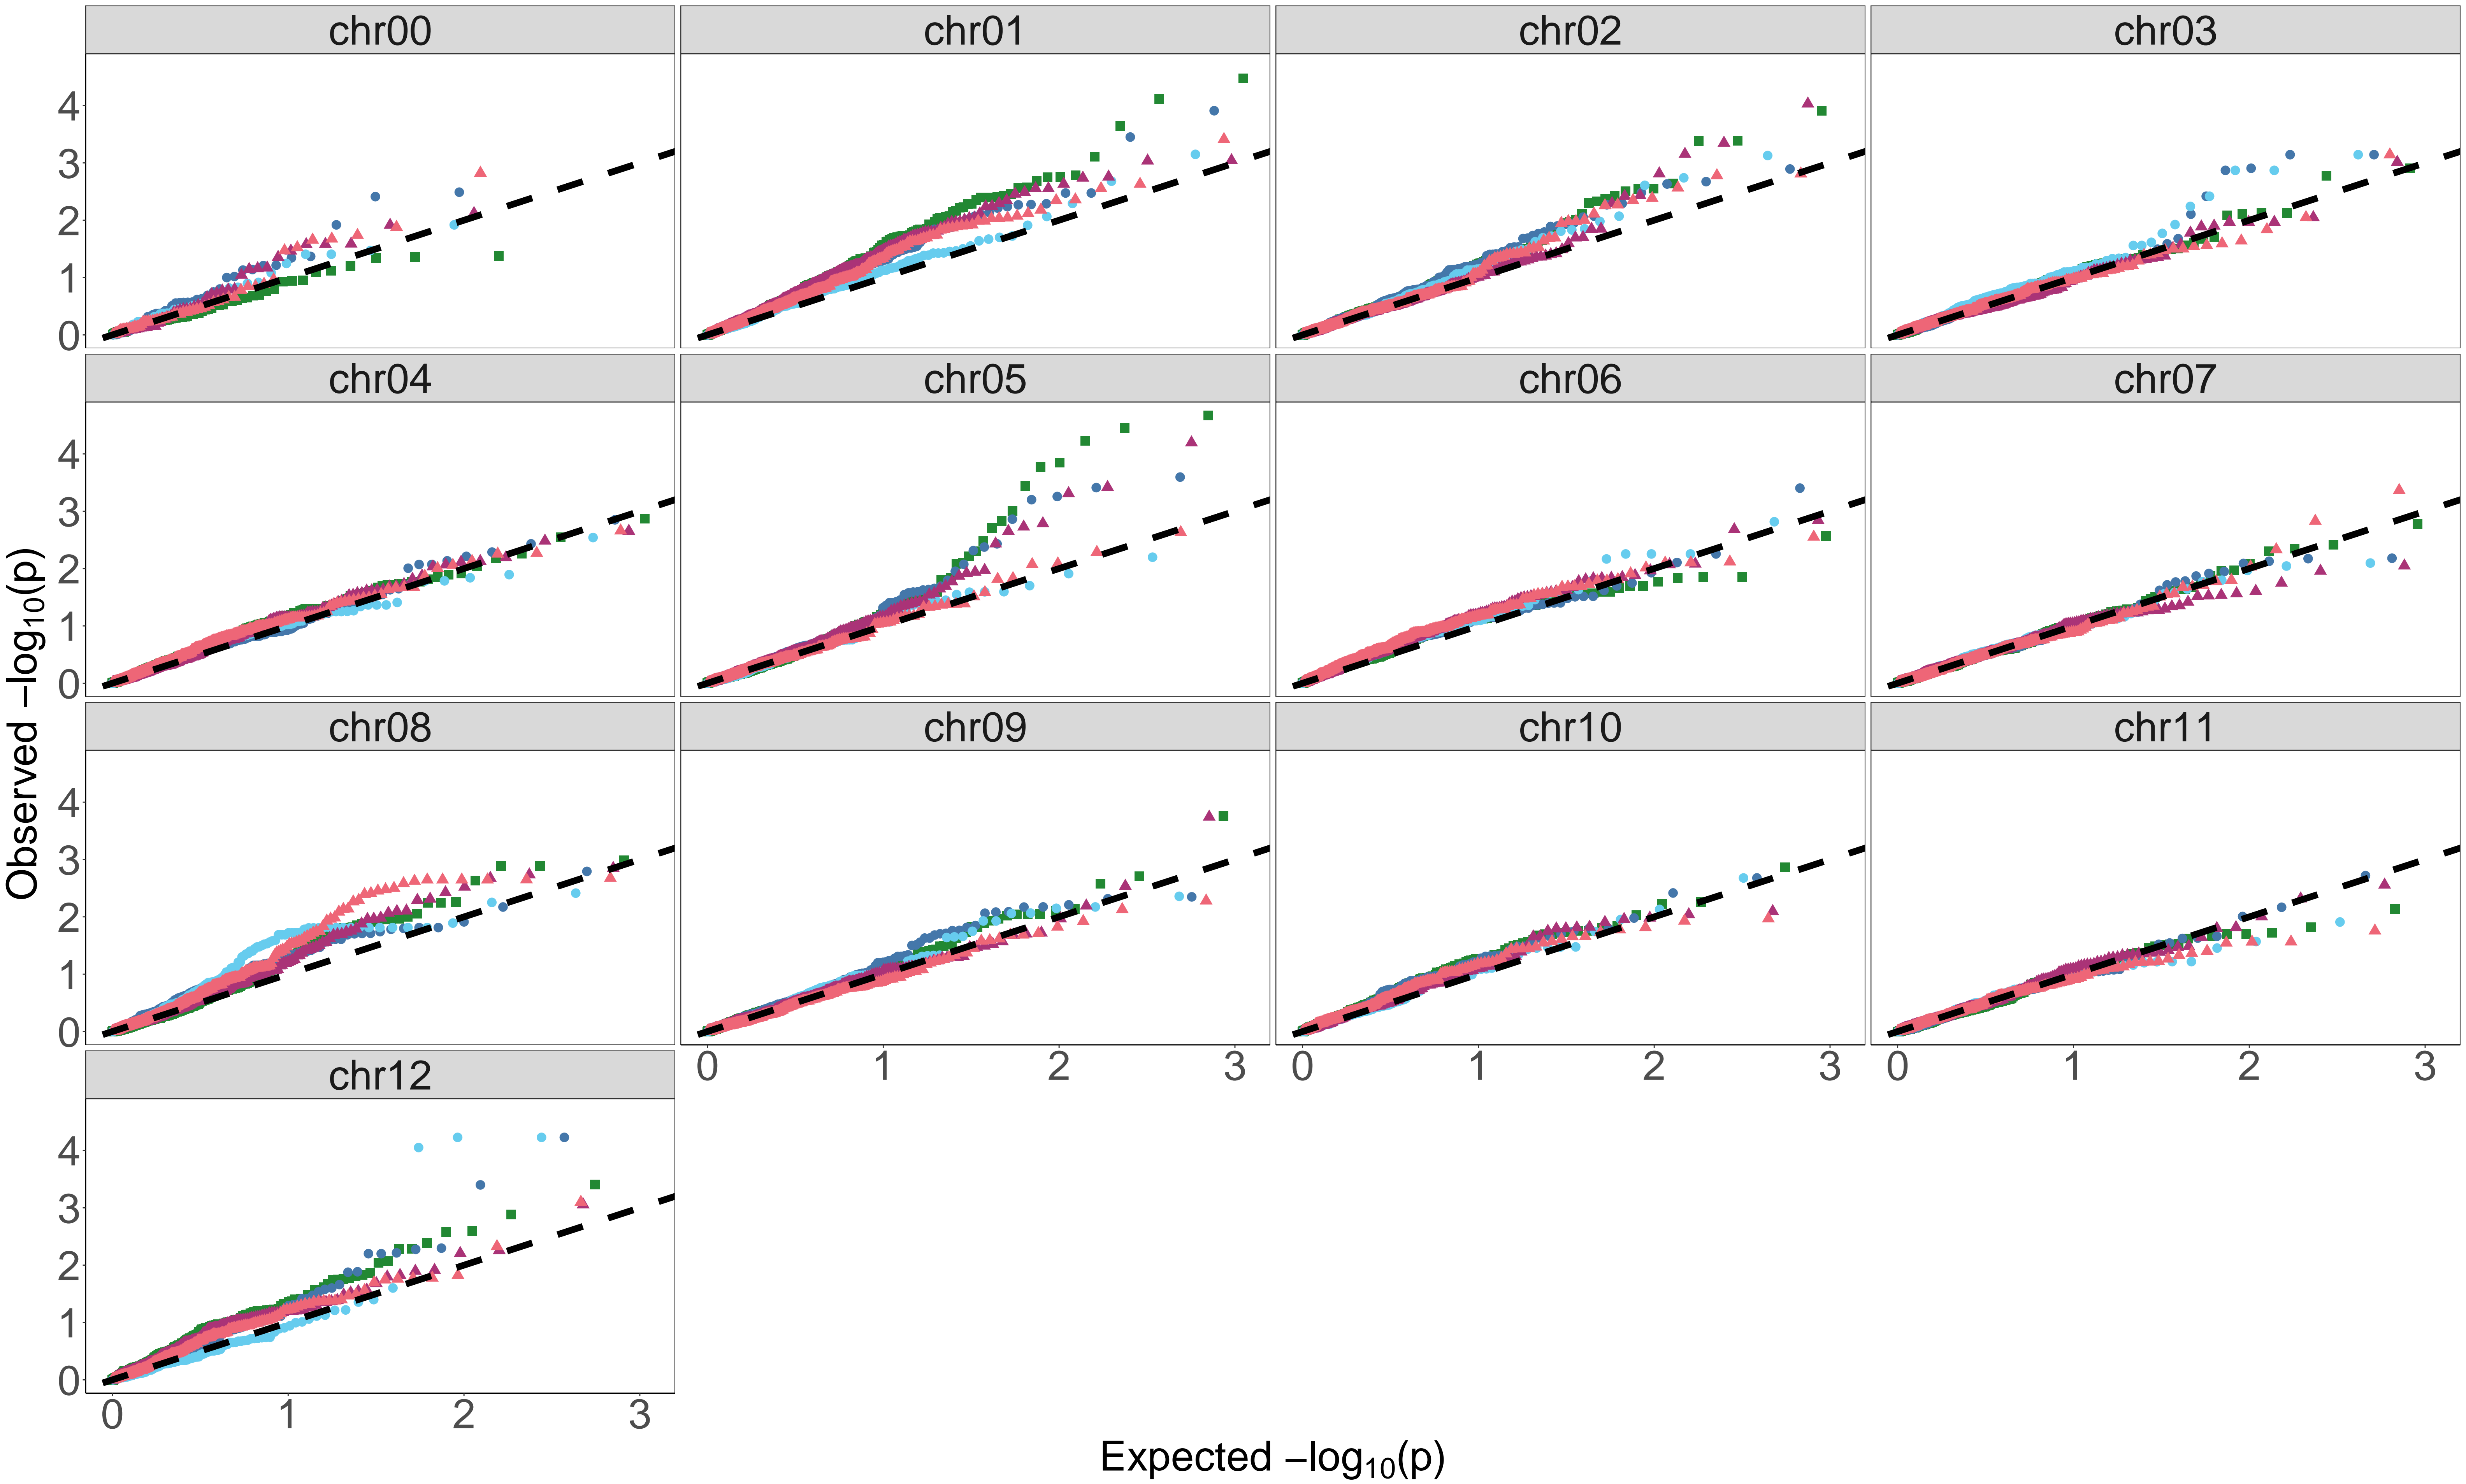 chr00 chr01 chr02 chr03
4
3
2
1
0
chr04 chr05 chr06 chr07
4
3
2
1
0
Observed −log₁₀(p)
chr08 chr09 chr10 chr11
4
3
2
1
0
0 1 2 3 0 1 2 3 0 1 2 3
chr12
4
3
2
1
0
0 1 2 3
Expected −log₁₀(p)